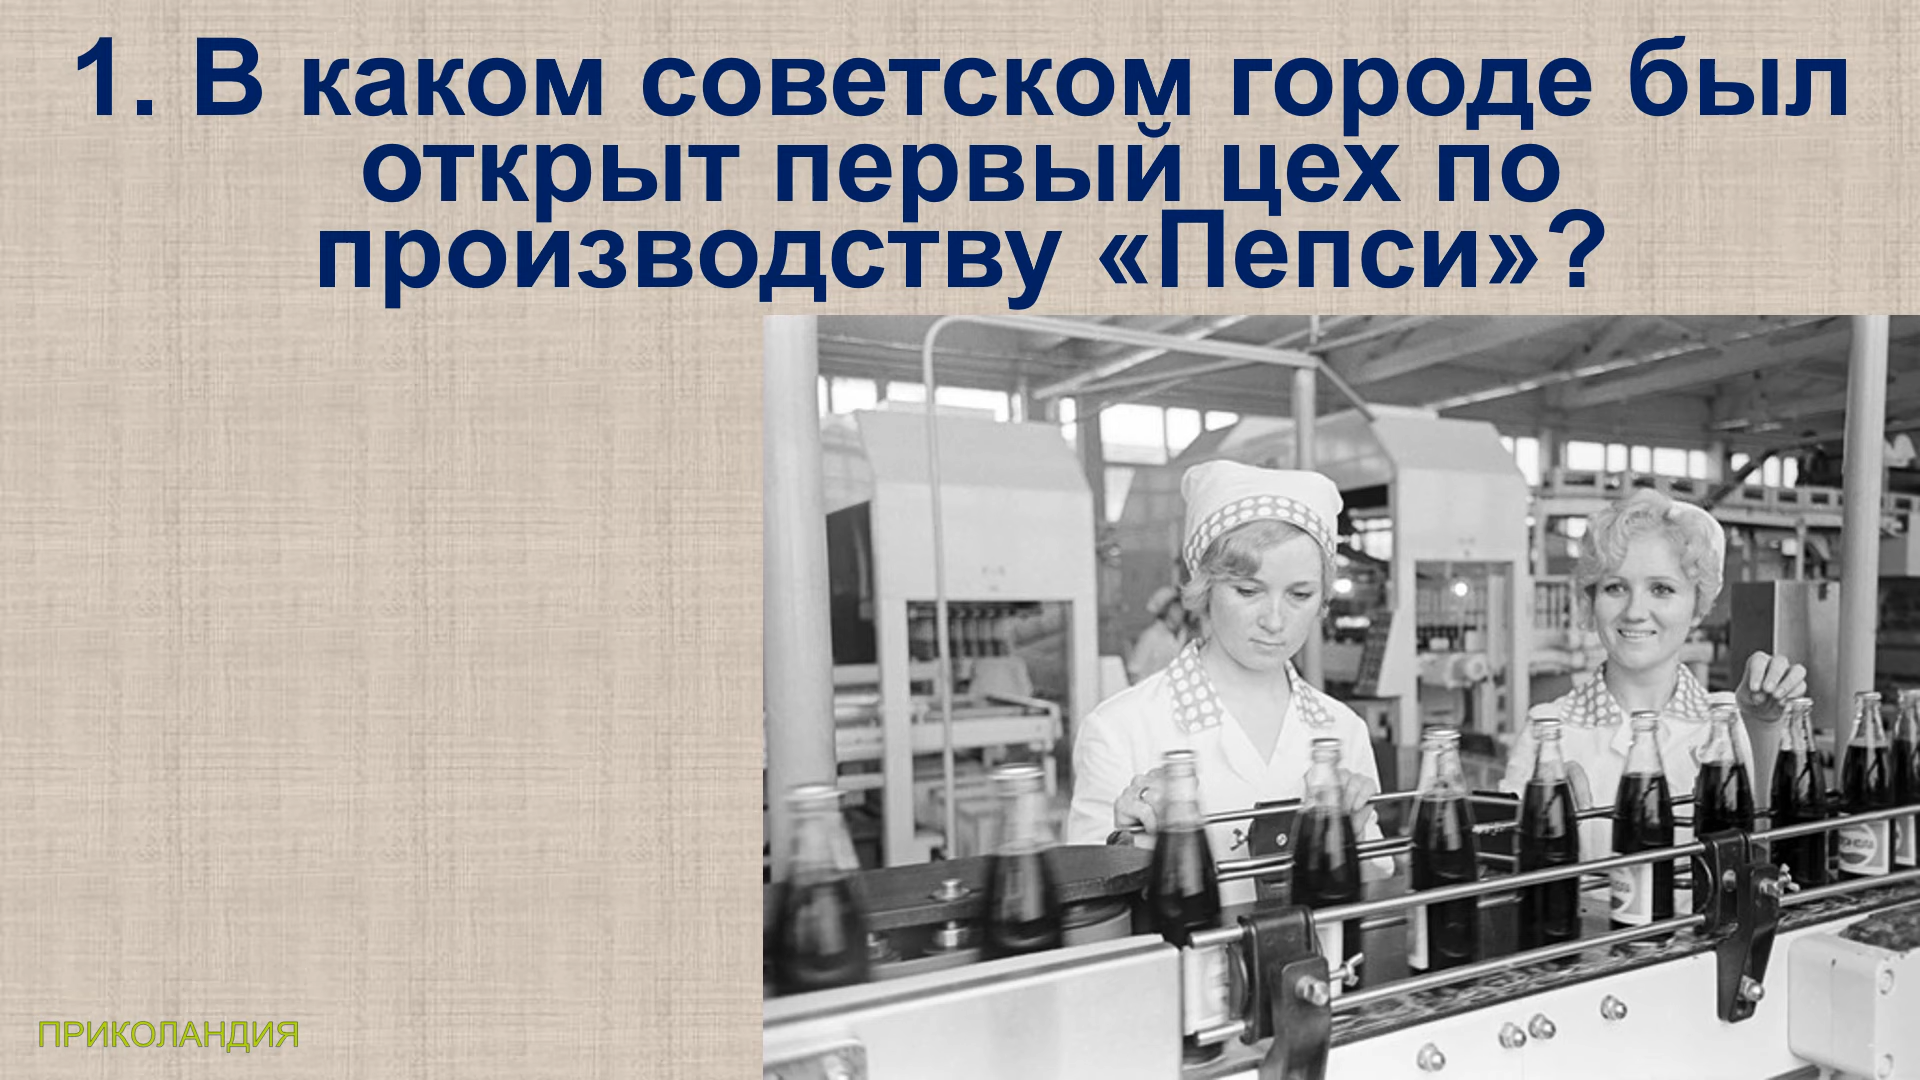 1. В каком советском городе был
открыт первый цех по
производству «Пепси»?
ПРИКОЛАНДИЯ